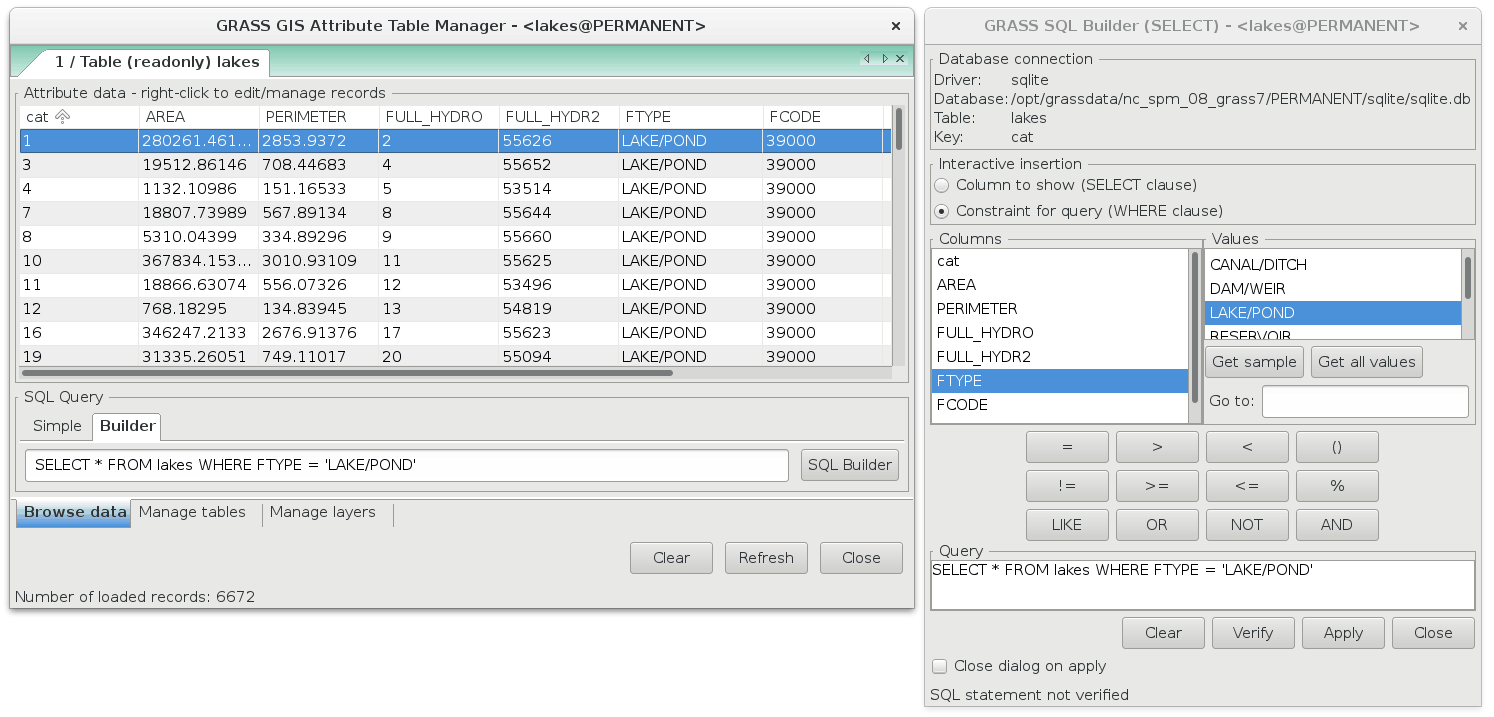 GRASS GIS Attribute Table Manager - <lakes@PERMANENT>
1 / Table (readonly) lakes
Attribute data - right-click to edit/manage records
cat AREA PERIMETER FULL_HYDRO FULL_HYDR2 FTYPE FCODE
1 280261.461... 2853.9372 2 55626 LAKE/POND 39000
3 19512.86146 708.44683 4 55652 LAKE/POND 39000
4 1132.10986 151.16533 5 53514 LAKE/POND 39000
7 18807.73989 567.89134 8 55644 LAKE/POND 39000
8 5310.04399 334.89296 9 55660 LAKE/POND 39000
10 367834.153... 3010.93109 11 55625 LAKE/POND 39000
11 18866.63074 556.07326 12 53496 LAKE/POND 39000
12 768.18295 134.83945 13 54819 LAKE/POND 39000
16 346247.2133 2676.91376 17 55623 LAKE/POND 39000
19 31335.26051 749.11017 20 55094 LAKE/POND 39000
SQL Query
Simple Builder
SELECT * FROM lakes WHERE FTYPE = 'LAKE/POND'
SQL Builder
Browse data Manage tables Manage layers
Clear Refresh Close
Number of loaded records: 6672
GRASS SQL Builder (SELECT) - <lakes@PERMANENT>
Database connection
Driver: sqlite
Database: /opt/grassdata/nc_spm_08_grass7/PERMANENT/sqlite/sqlite.db
Table: lakes
Key: cat
Interactive insertion
Column to show (SELECT clause)
Constraint for query (WHERE clause)
Columns
cat
AREA
PERIMETER
FULL_HYDRO
FULL_HYDR2
FTYPE
FCODE
Values
CANAL/DITCH
DAM/WEIR
LAKE/POND
RESERVOIR
Get sample Get all values
Go to:
= > < ()
!= >= <= %
LIKE OR NOT AND
Query
SELECT * FROM lakes WHERE FTYPE = 'LAKE/POND'
Clear Verify Apply Close
Close dialog on apply
SQL statement not verified